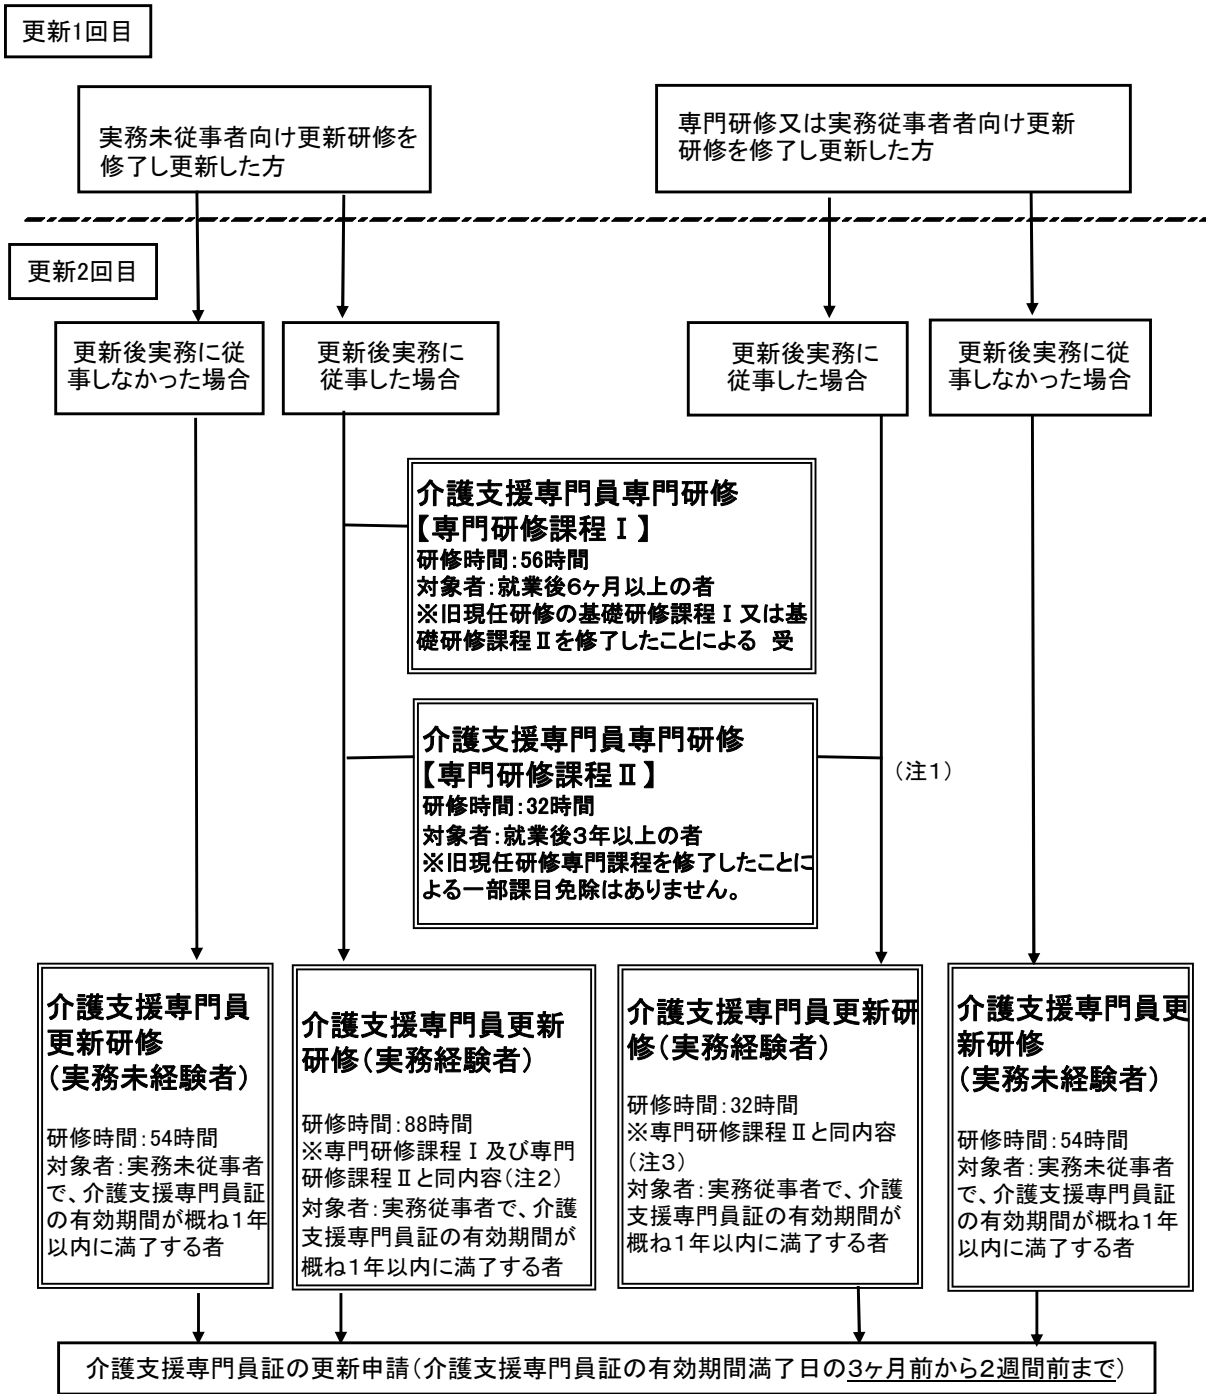 更新1回目
実務未従事者向け更新研修を
修了し更新した方
専門研修又は実務従事者者向け更新
研修を修了し更新した方
更新2回目
更新後実務に従
事しなかった場合
更新後実務に
従事した場合
更新後実務に
従事した場合
更新後実務に従
事しなかった場合
介護支援専門員専門研修
【専門研修課程Ⅰ】
研修時間:56時間
対象者:就業後6ヶ月以上の者
※旧現任研修の基礎研修課程Ⅰ又は基
礎研修課程Ⅱを修了したことによる 受
介護支援専門員専門研修
【専門研修課程Ⅱ】
研修時間:32時間
対象者:就業後3年以上の者
※旧現任研修専門課程を修了したことに
よる一部課目免除はありません。
(注1)
介護支援専門員
更新研修
(実務未経験者)
研修時間:54時間
対象者:実務未従事者
で、介護支援専門員証
の有効期間が概ね1年
以内に満了する者
介護支援専門員更新
研修(実務経験者)
研修時間:88時間
※専門研修課程Ⅰ及び専門
研修課程Ⅱと同内容(注2)
対象者:実務従事者で、介護
支援専門員証の有効期間が
概ね1年以内に満了する者
介護支援専門員更新研
修(実務経験者)
研修時間:32時間
※専門研修課程Ⅱと同内容
(注3)
対象者:実務従事者で、介護
支援専門員証の有効期間が
概ね1年以内に満了する者
介護支援専門員更
新研修
(実務未経験者)
研修時間:54時間
対象者:実務未従事者
で、介護支援専門員証
の有効期間が概ね1年
以内に満了する者
介護支援専門員証の更新申請(介護支援専門員証の有効期間満了日の3ヶ月前から2週間前まで)